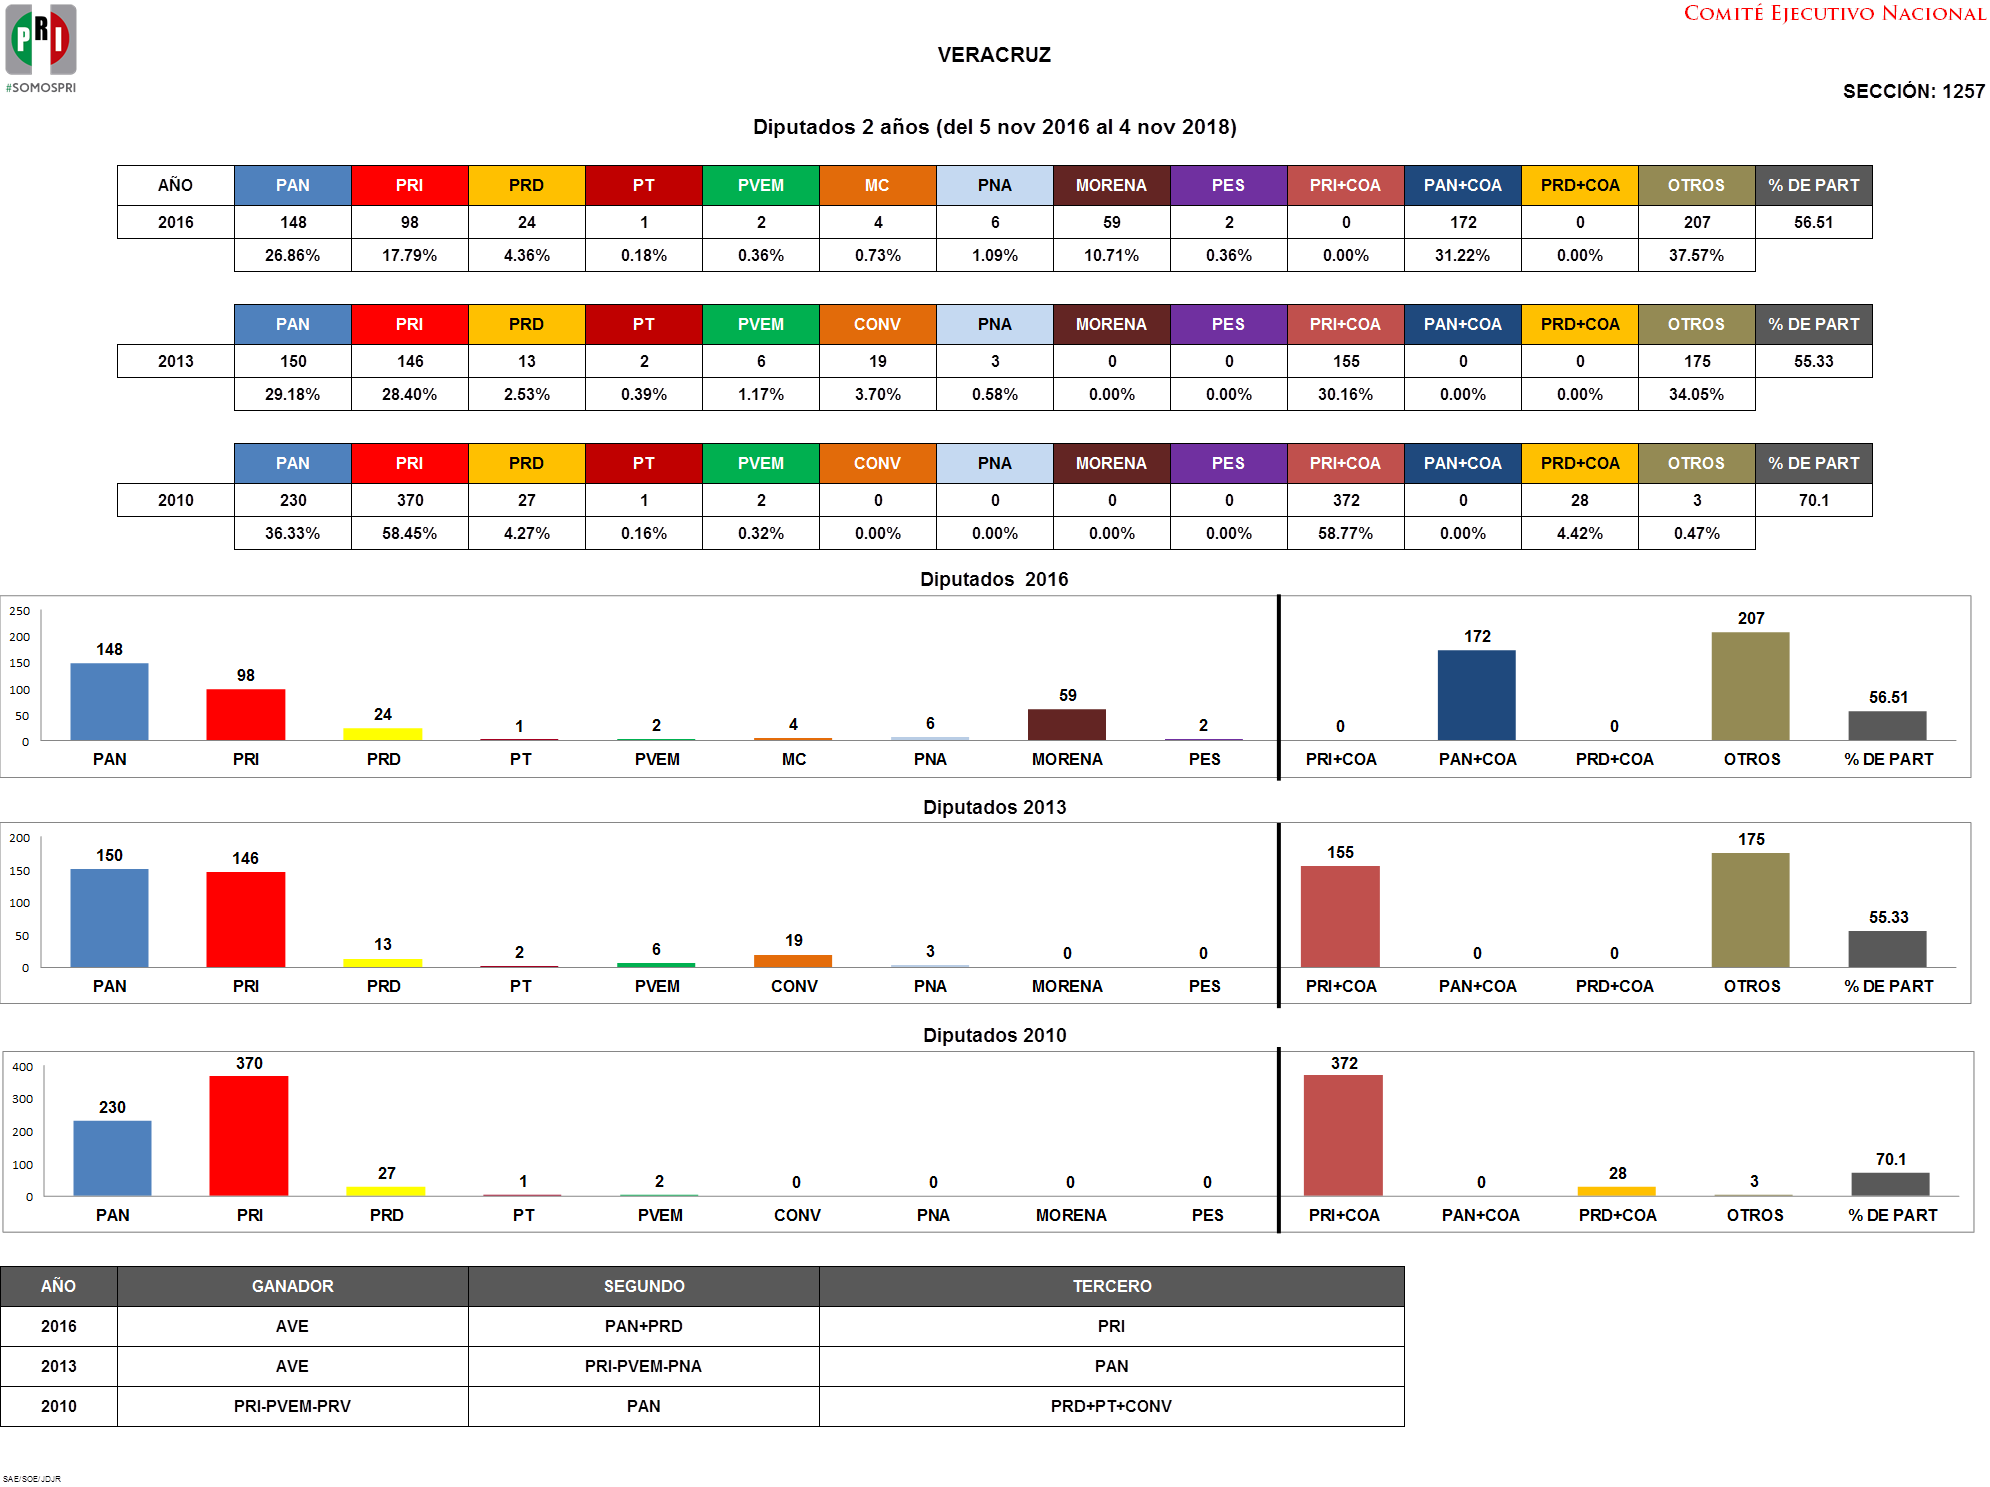 COMITÉ EJECUTIVO NACIONAL
PRI
#SOMOSPRI
VERACRUZ
SECCIÓN: 1257
Diputados 2 años (del 5 nov 2016 al 4 nov 2018)
AÑO PAN PRI PRD PT PVEM MC PNA MORENA PES PRI+COA PAN+COA PRD+COA OTROS % DE PART
2016 148 98 24 1 2 4 6 59 2 0 172 0 207 56.51
26.86% 17.79% 4.36% 0.18% 0.36% 0.73% 1.09% 10.71% 0.36% 0.00% 31.22% 0.00% 37.57%
PAN PRI PRD PT PVEM CONV PNA MORENA PES PRI+COA PAN+COA PRD+COA OTROS % DE PART
2013 150 146 13 2 6 19 3 0 0 155 0 0 175 55.33
29.18% 28.40% 2.53% 0.39% 1.17% 3.70% 0.58% 0.00% 0.00% 30.16% 0.00% 0.00% 34.05%
PAN PRI PRD PT PVEM CONV PNA MORENA PES PRI+COA PAN+COA PRD+COA OTROS % DE PART
2010 230 370 27 1 2 0 0 0 0 372 0 28 3 70.1
36.33% 58.45% 4.27% 0.16% 0.32% 0.00% 0.00% 0.00% 0.00% 58.77% 0.00% 4.42% 0.47%
Diputados 2016
250
200
150
100
50
0
148 98 24 1 2 4 6 59 2 0 172 0 207 56.51
PAN PRI PRD PT PVEM MC PNA MORENA PES PRI+COA PAN+COA PRD+COA OTROS % DE PART
Diputados 2013
200
150
100
50
0
150 146 13 2 6 19 3 0 0 155 0 0 175 55.33
PAN PRI PRD PT PVEM CONV PNA MORENA PES PRI+COA PAN+COA PRD+COA OTROS % DE PART
Diputados 2010
400
300
200
100
0
230 370 27 1 2 0 0 0 0 372 0 28 3 70.1
PAN PRI PRD PT PVEM CONV PNA MORENA PES PRI+COA PAN+COA PRD+COA OTROS % DE PART
AÑO GANADOR SEGUNDO TERCERO
2016 AVE PAN+PRD PRI
2013 AVE PRI-PVEM-PNA PAN
2010 PRI-PVEM-PRV PAN PRD+PT+CONV
SAE/SOE/JDJR